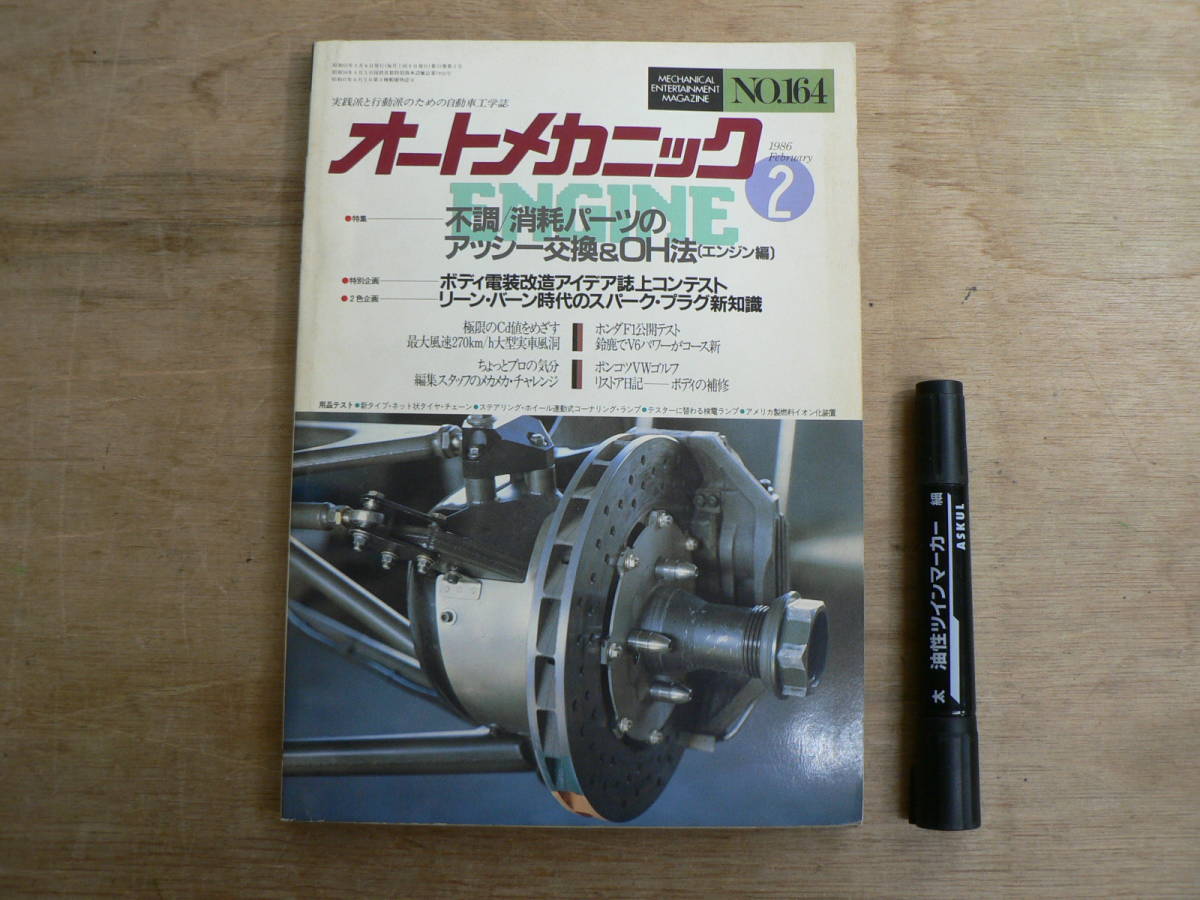 MECHANICAL
ENTERTAINMENT
MAGAZINE
NO.164
実践派と行動派のための自動車工学誌
オートメカニック
1986
February
2
ENGINE
●特集
不調/消耗パーツの
アッシー交換&OH法(エンジン編)
●特別企画
ボディ電装改造アイデア誌上コンテスト
●2色企画
リーン・バーン時代のスパーク・プラグ新知識
極限のCd値をめざす
最大風速270km/h大型実車風洞
ホンダF1公開テスト
鈴鹿でV6パワーがコース新
ちょっとプロの気分
編集スタッフのメカメカ・チャレンジ
ポンコツVWゴルフ
リストア日記――ボディの補修
用品テスト●新タイプ・ネット状タイヤ・チェーン●ステアリング・ホイール連動式コーナリング・ランプ●テスターに替わる検電ランプ●アメリカ製燃料イオン化装置
太 油性ツインマーカー 細
ASKUL